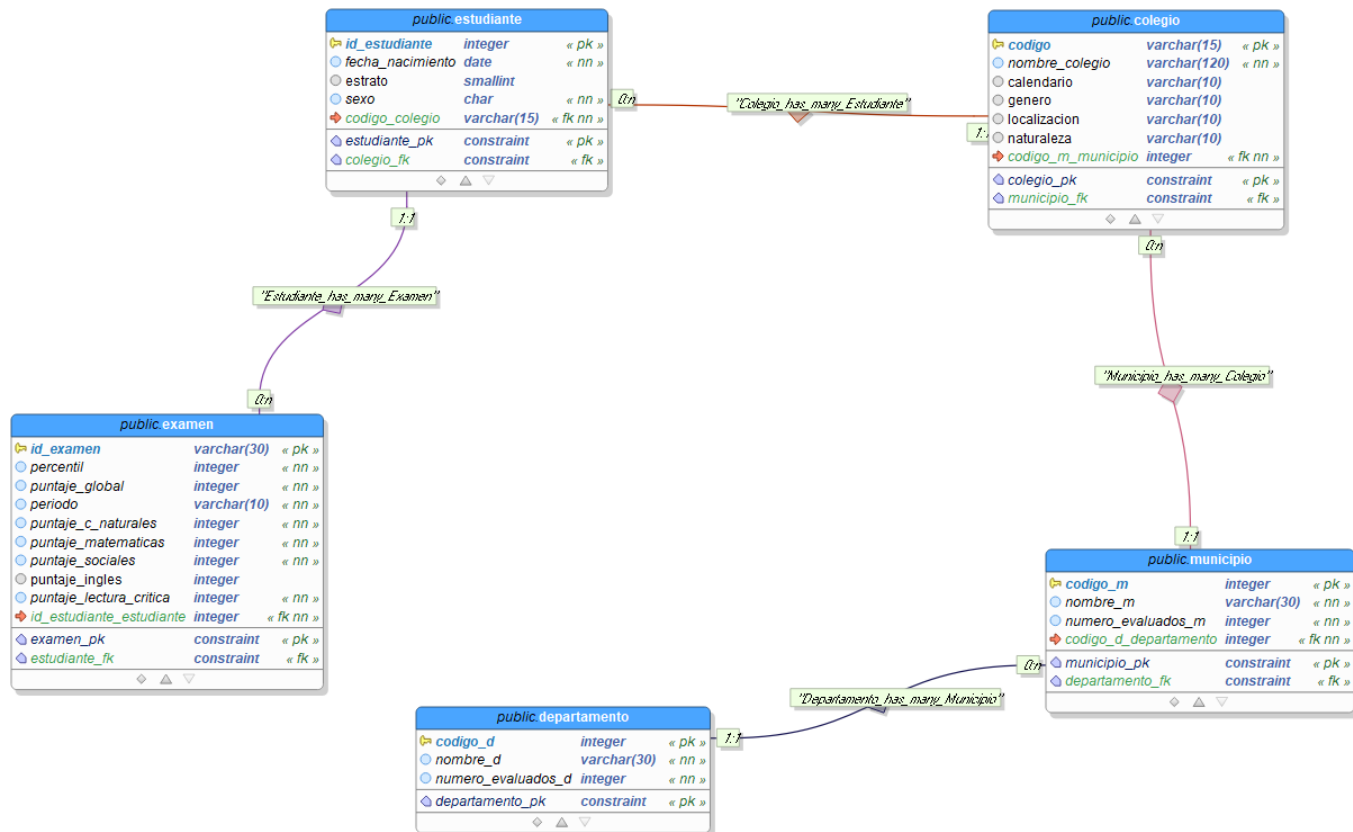 public.estudiante
id_estudiante integer « pk »
fecha_nacimiento date « nn »
estrato smallint
sexo char « nn »
codigo_colegio varchar(15) « fk nn »
estudiante_pk constraint « pk »
colegio_fk constraint « fk »
public.colegio
codigo varchar(15) « pk »
nombre_colegio varchar(120) « nn »
calendario varchar(10)
genero varchar(10)
localizacion varchar(10)
naturaleza varchar(10)
codigo_m_municipio integer « fk nn »
colegio_pk constraint « pk »
municipio_fk constraint « fk »
0:n
"Colegio_has_many_Estudiante"
1:1
1:1
"Estudiante_has_many_Examen"
0:n
0:n
"Municipio_has_many_Colegio"
1:1
public.examen
id_examen varchar(30) « pk »
percentil integer « nn »
puntaje_global integer « nn »
periodo varchar(10) « nn »
puntaje_c_naturales integer « nn »
puntaje_matematicas integer « nn »
puntaje_sociales integer « nn »
puntaje_ingles integer
puntaje_lectura_critica integer « nn »
id_estudiante_estudiante integer « fk nn »
examen_pk constraint « pk »
estudiante_fk constraint « fk »
public.municipio
codigo_m integer « pk »
nombre_m varchar(30) « nn »
numero_evaluados_m integer « nn »
codigo_d_departamento integer « fk nn »
municipio_pk constraint « pk »
departamento_fk constraint « fk »
0:n
"Departamento_has_many_Municipio"
1:1
public.departamento
codigo_d integer « pk »
nombre_d varchar(30) « nn »
numero_evaluados_d integer « nn »
departamento_pk constraint « pk »